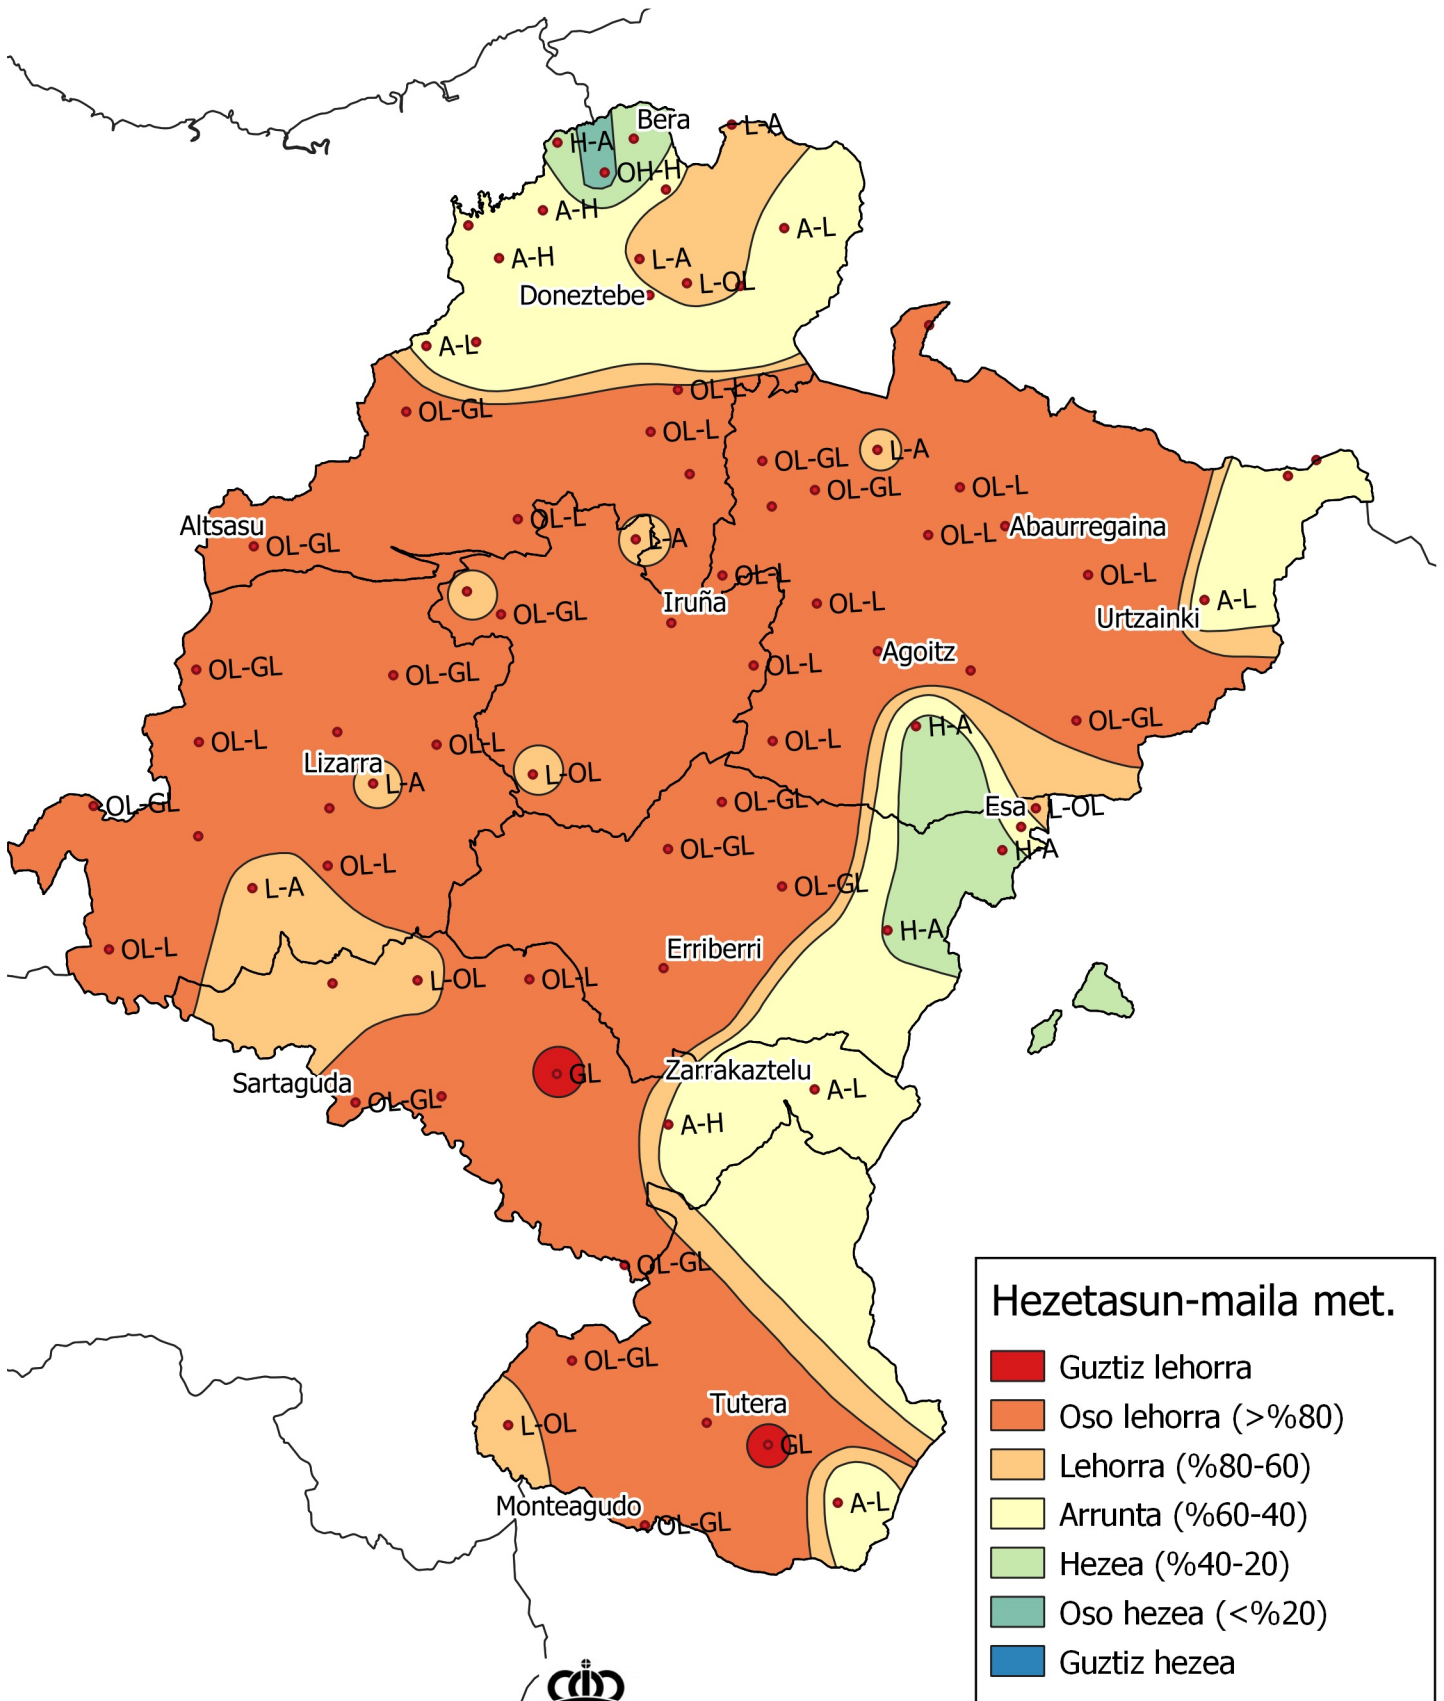 Bera
L-A
H-A
OH-H
A-H
A-L
A-H
L-A
L-OL
Doneztebe
A-L
OL-L
OL-GL
OL-L
L-A
OL-GL
OL-GL
OL-L
OL-L
Altsasu
Abaurregaina
OL-L
L-A
OL-GL
OL-L
OL-L
Iruña
OL-L
A-L
OL-GL
Urtzainki
Agoitz
OL-GL
OL-L
OL-GL
OL-GL
H-A
OL-L
OL-L
OL-L
Lizarra
L-OL
L-A
OL-GL
OL-GL
Esa
L-OL
OL-GL
H-A
OL-L
L-A
OL-GL
H-A
OL-L
Erriberri
L-OL
OL-L
Zarrakaztelu
GL
Sartaguda
A-L
OL-GL
A-H
OL-GL
Hezetasun-maila met.
OL-GL
Guztiz lehorra
Tutera
Oso lehorra (>%80)
L-OL
GL
Lehorra (%80-60)
Monteagudo
A-L
Arrunta (%60-40)
OL-GL
Hezea (%40-20)
Oso hezea (<%20)
Guztiz hezea